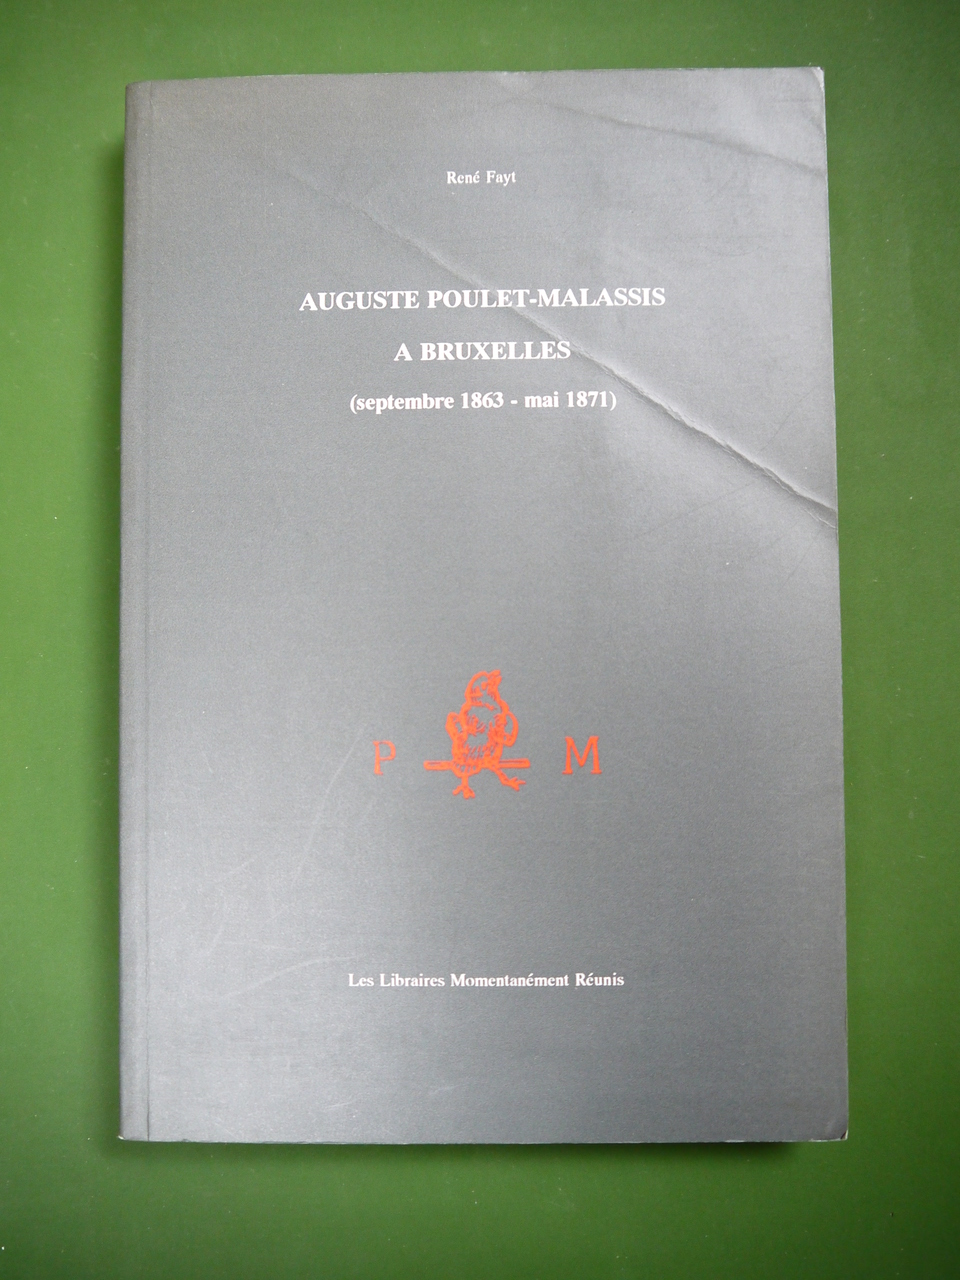 René Fayt
AUGUSTE POULET-MALASSIS
A BRUXELLES
(septembre 1863 - mai 1871)
P M
Les Libraires Momentanément Réunis